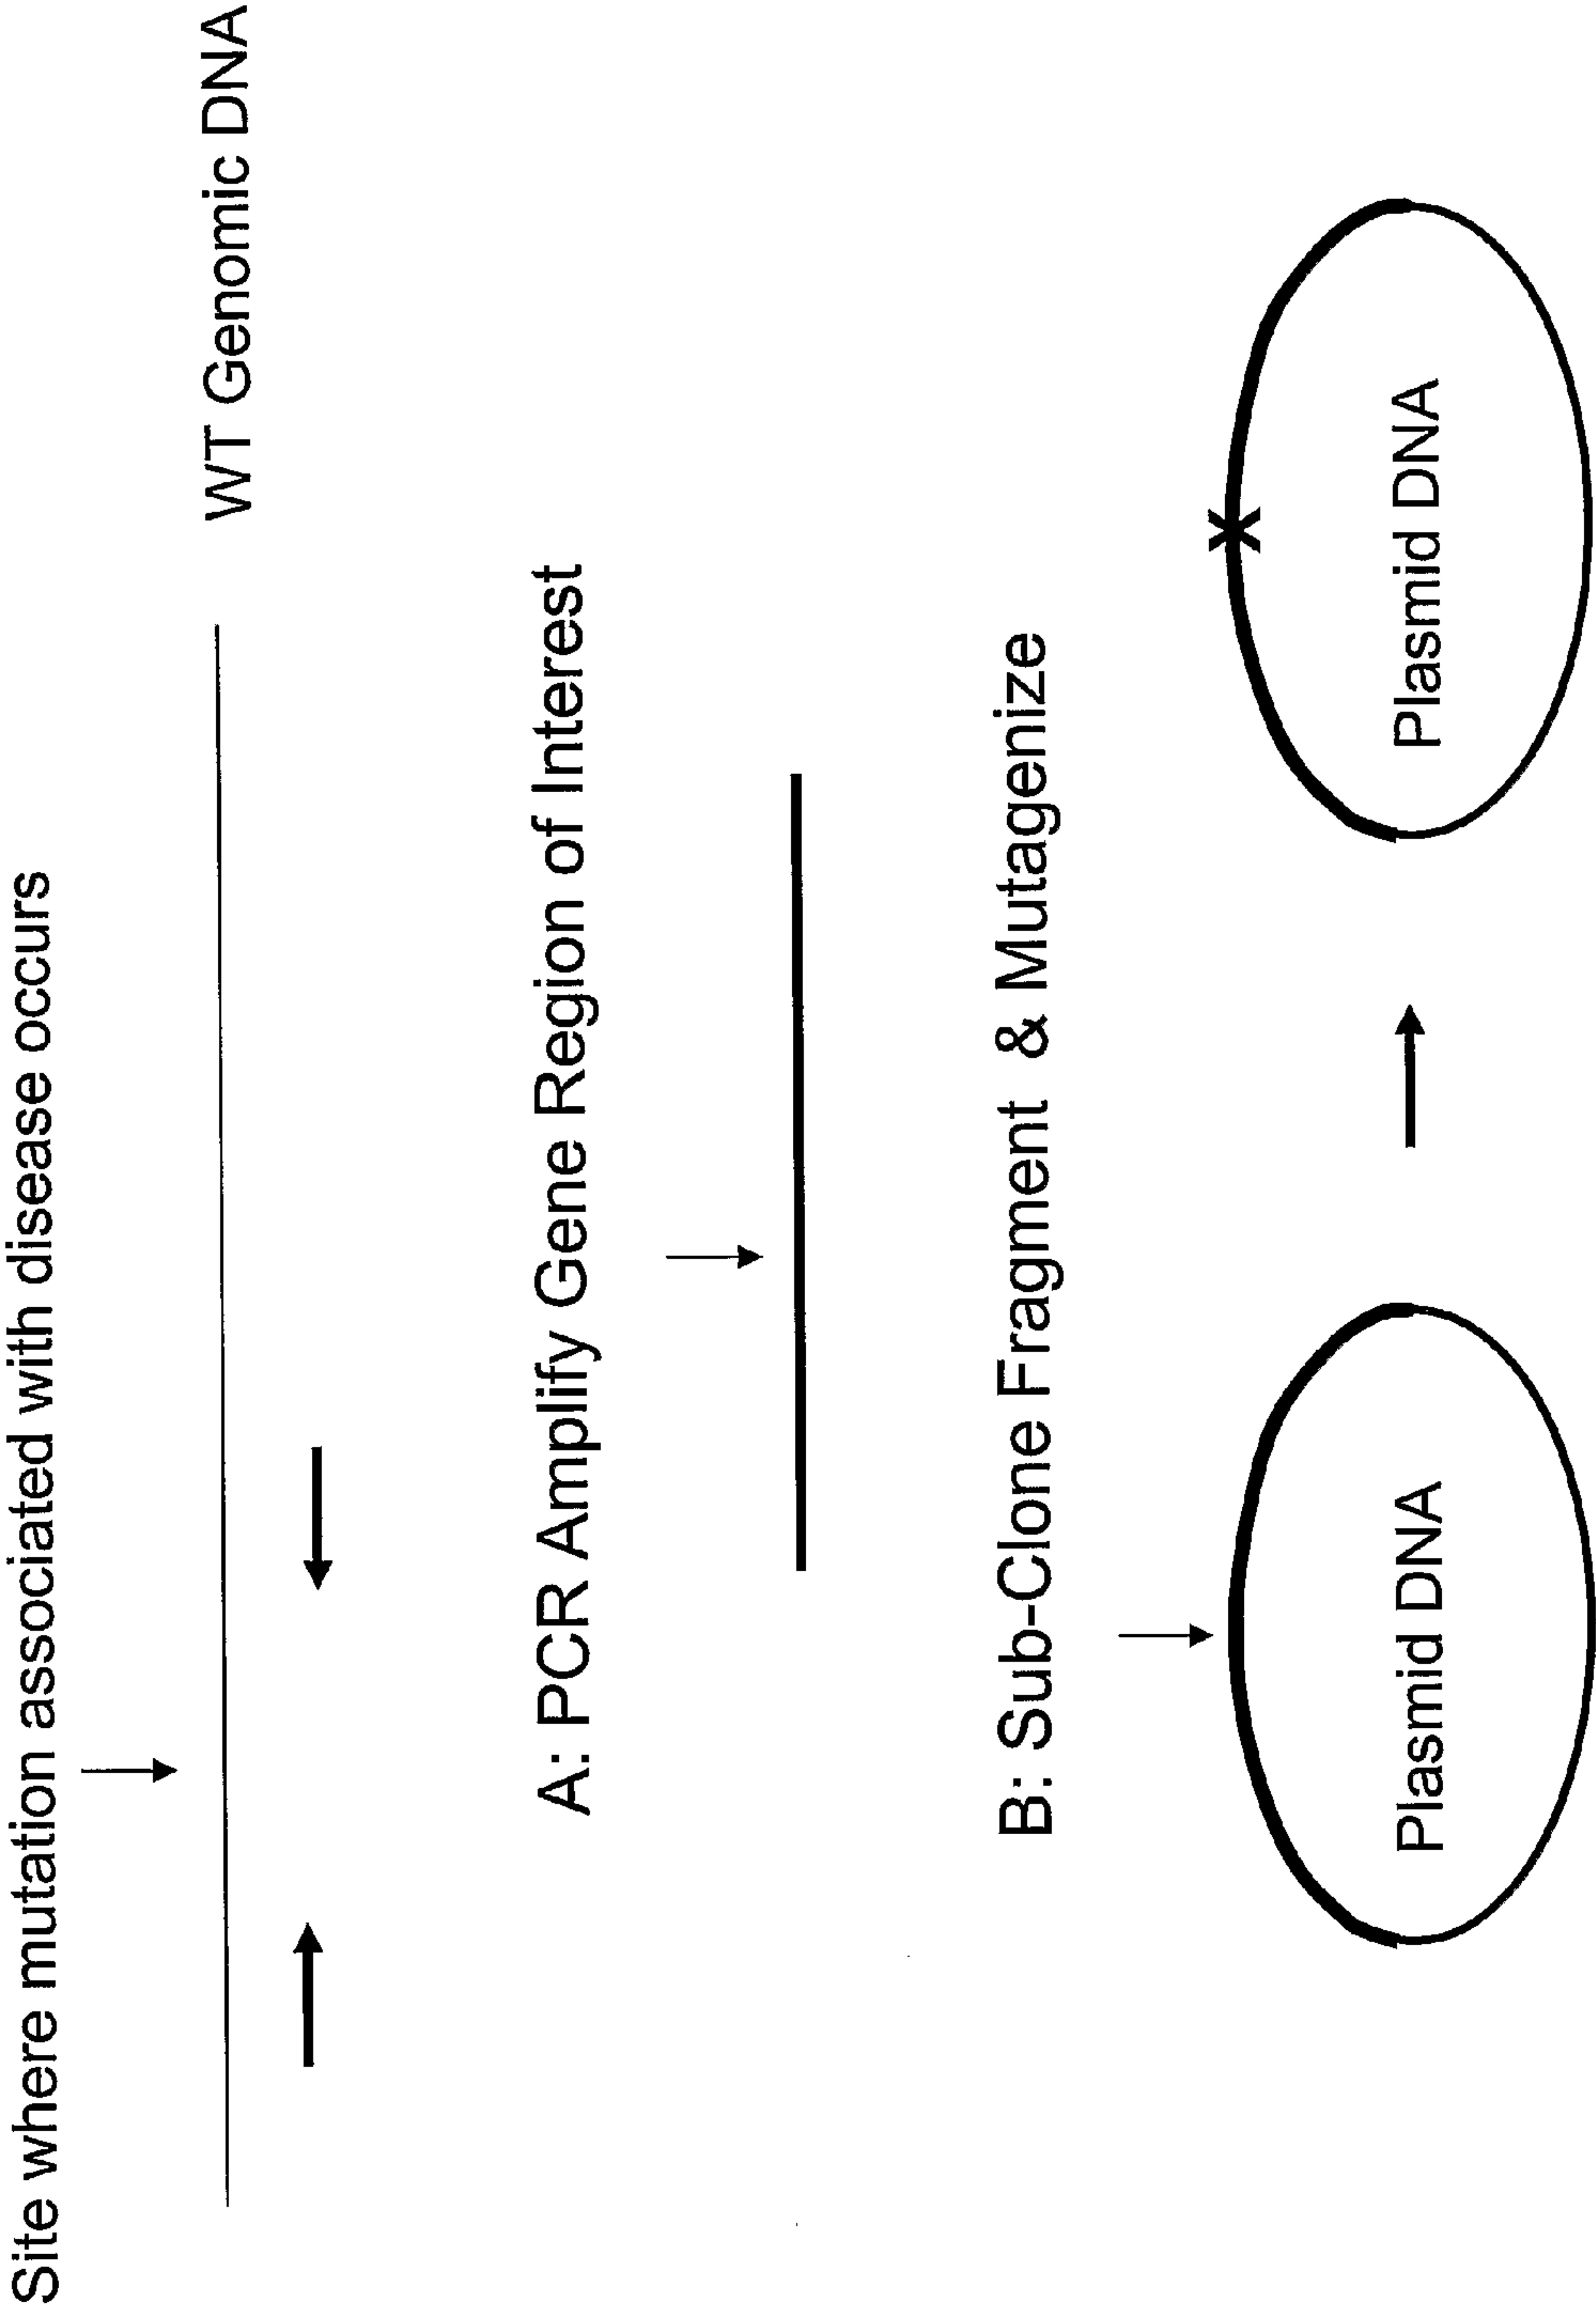 Site where mutation associated with disease occurs
WT Genomic DNA
A: PCR Amplify Gene Region of Interest
B: Sub-Clone Fragment & Mutagenize
Plasmid DNA
Plasmid DNA